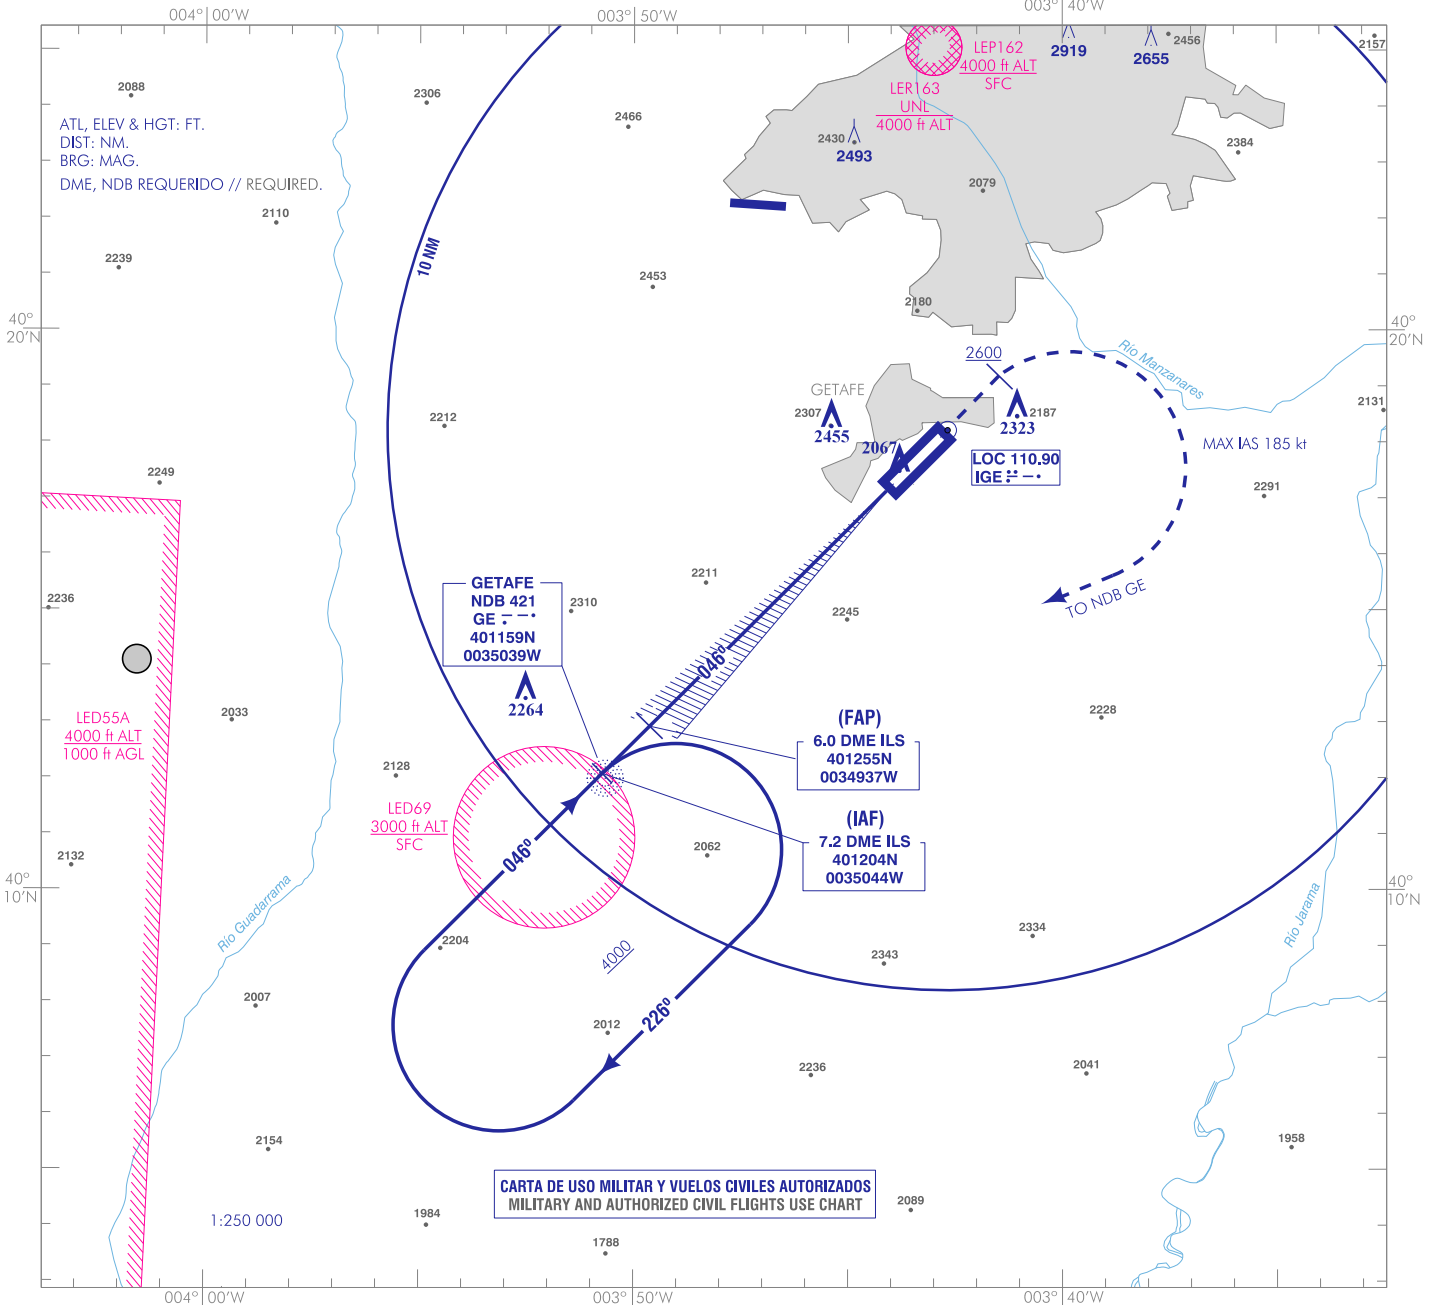 004° 00'W
003° 50'W
003° 40'W
2088
2306
2466
2919
2655
2456
2157
LEP162
4000 ft ALT
SFC
LER163
UNL
4000 ft ALT
ATL, ELEV & HGT: FT.
DIST: NM.
BRG: MAG.
DME, NDB REQUERIDO // REQUIRED.
2430
2493
2384
2079
2110
2239
10 NM
2453
2180
40°
20'N
40°
20'N
Río Manzanares
2600
GETAFE
2307
2455
2067
2187
2323
2131
2212
MAX IAS 185 kt
LOC 110.90
IGE
2249
2291
2236
GETAFE
NDB 421
GE
401159N
0035039W
2310
2211
2245
TO NDB GE
046°
2264
2033
2228
LED55A
4000 ft ALT
1000 ft AGL
(FAP)
6.0 DME ILS
401255N
0034937W
2128
LED69
3000 ft ALT
SFC
(IAF)
7.2 DME ILS
401204N
0035044W
2132
2062
046°
40°
10'N
40°
10'N
Río Guadarrama
Río Jarama
2204
4000
2343
2334
2007
2012
226°
2236
2041
2154
1958
CARTA DE USO MILITAR Y VUELOS CIVILES AUTORIZADOS
MILITARY AND AUTHORIZED CIVIL FLIGHTS USE CHART
1:250 000
1984
1788
2089
004° 00'W
003° 50'W
003° 40'W